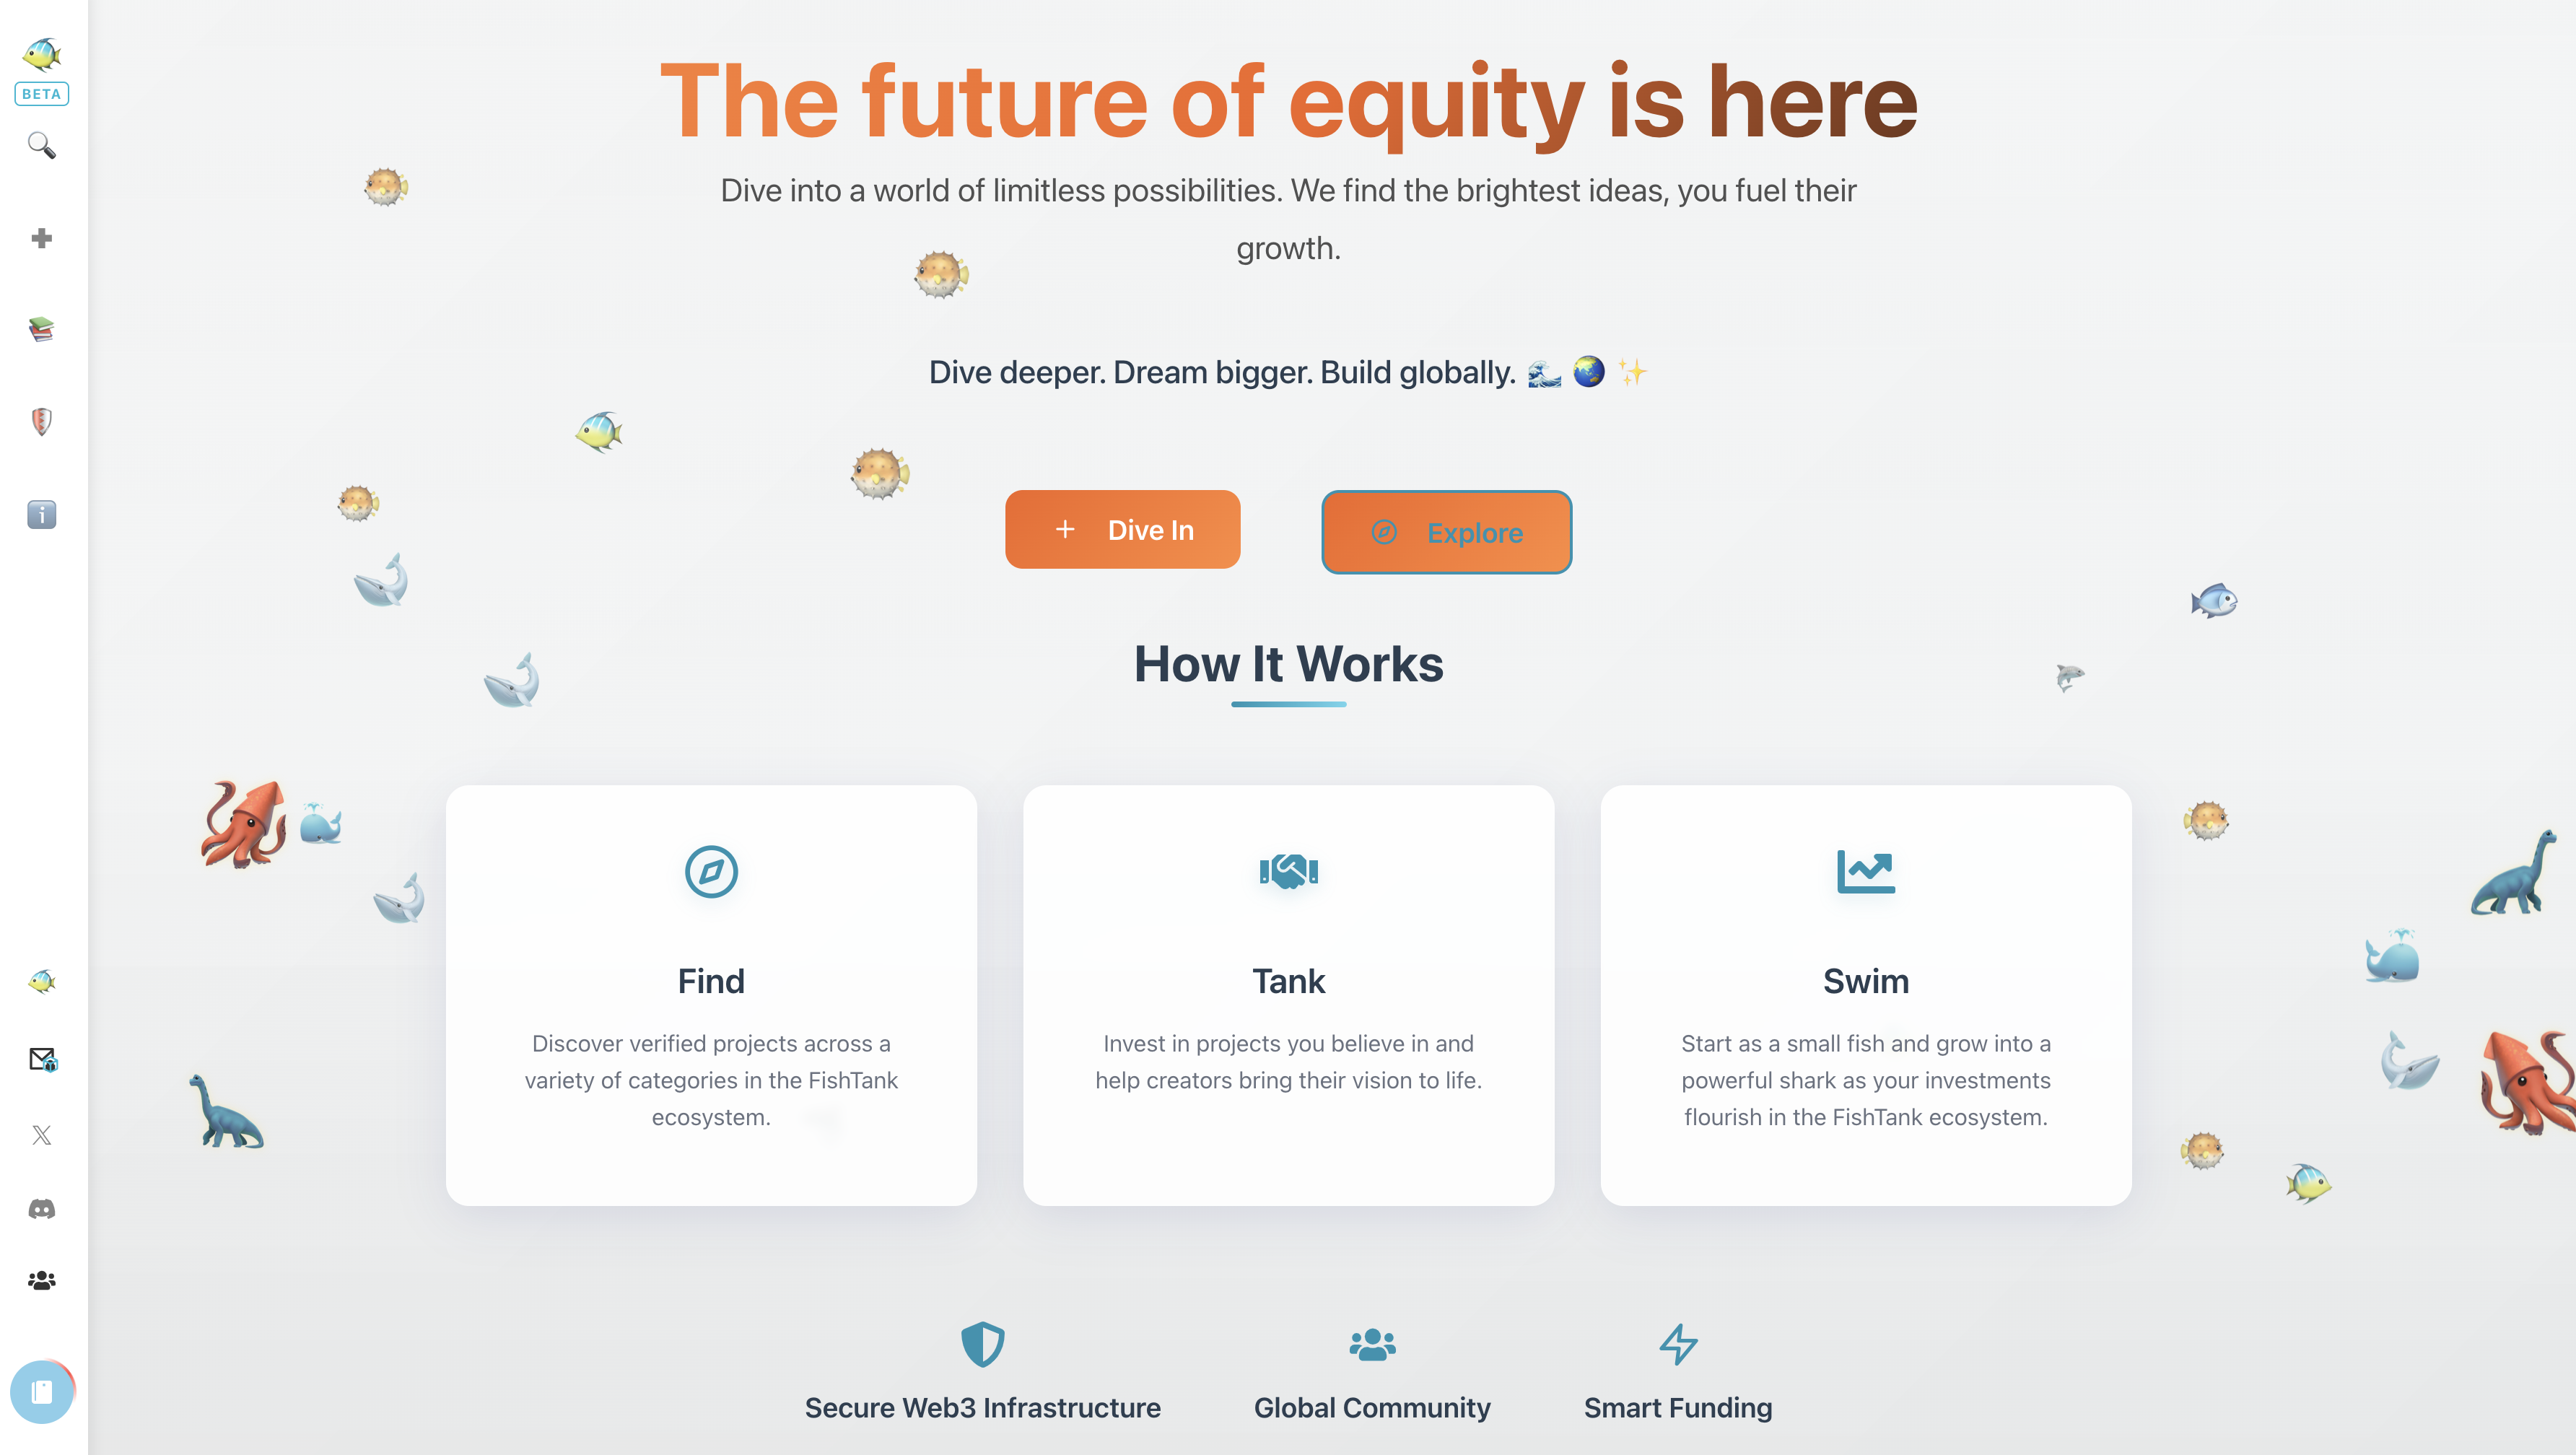 BETA
The future of equity is here
Dive into a world of limitless possibilities. We find the brightest ideas, you fuel their
growth.
Dive deeper. Dream bigger. Build globally. 🌊 🌏 ✨
Dive In
Explore
How It Works
Find
Discover verified projects across a
variety of categories in the FishTank
ecosystem.
Tank
Invest in projects you believe in and
help creators bring their vision to life.
Swim
Start as a small fish and grow into a
powerful shark as your investments
flourish in the FishTank ecosystem.
Secure Web3 Infrastructure
Global Community
Smart Funding